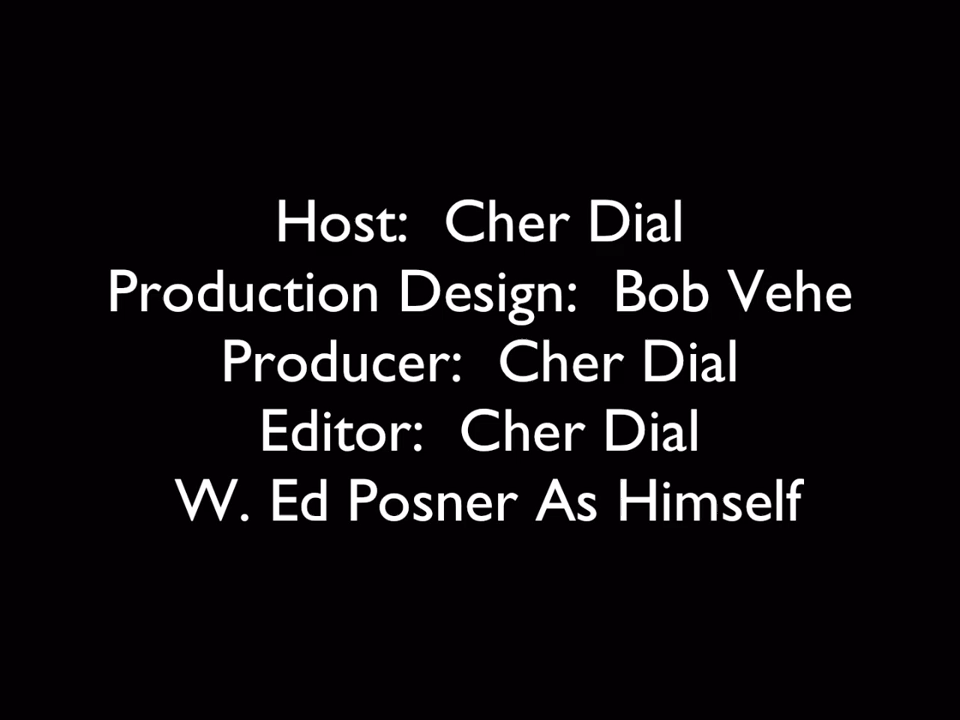 Host:  Cher Dial
Production Design:  Bob Vehe
Producer:  Cher Dial
Editor:  Cher Dial
W. Ed Posner As Himself